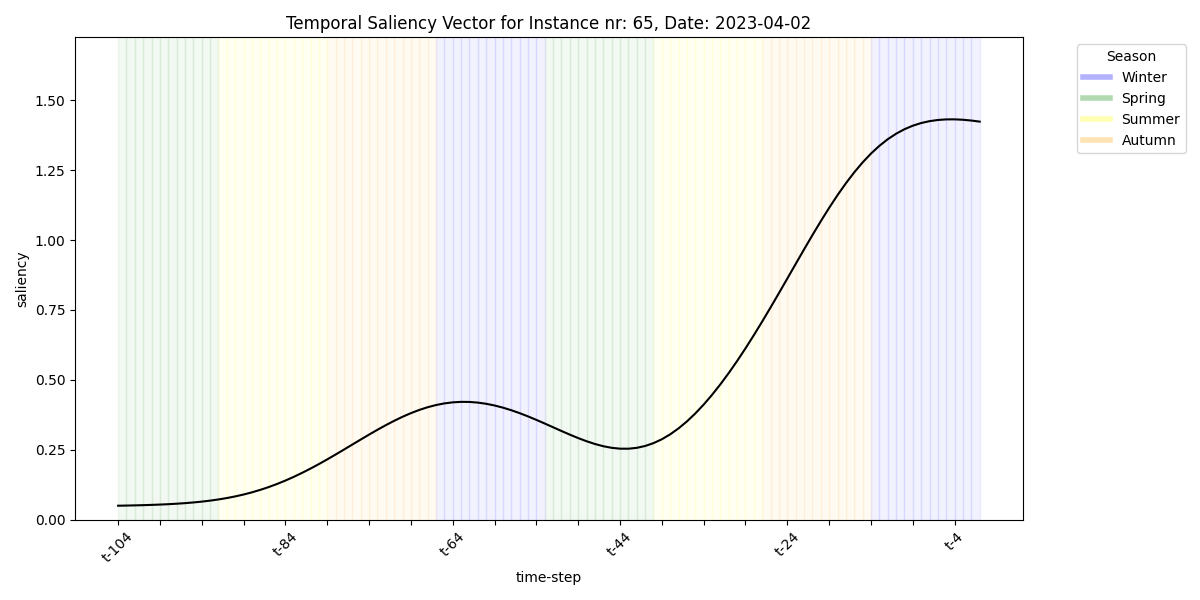 Temporal Saliency Vector for Instance nr: 65, Date: 2023-04-02
Season
Winter
Spring
Summer
Autumn
1.50
1.25
1.00
0.75
0.50
0.25
0.00
saliency
t-104
t-84
t-64
t-44
t-24
t-4
time-step